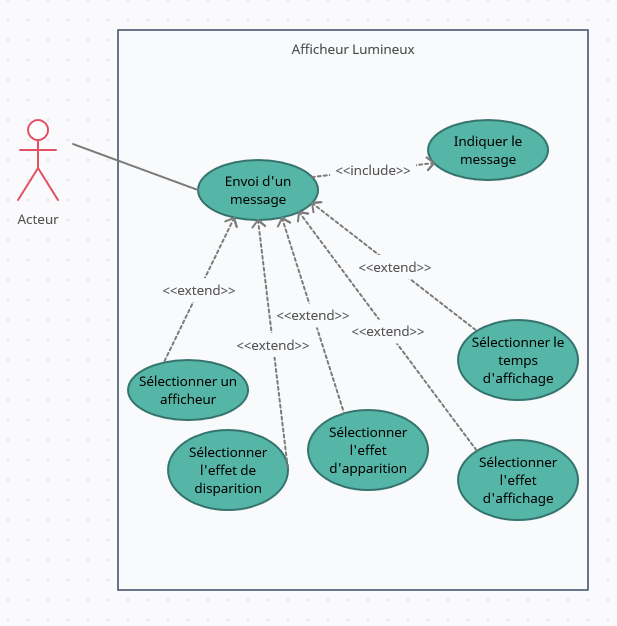 Afficheur Lumineux
Acteur
Indiquer le
message
<<include>>
Envoi d'un
message
<<extend>>
<<extend>>
<<extend>>
<<extend>>
<<extend>>
Sélectionner le
temps
d'affichage
Sélectionner un
afficheur
Sélectionner
l'effet de
disparition
Sélectionner
l'effet
d'apparition
Sélectionner
l'effet
d'affichage